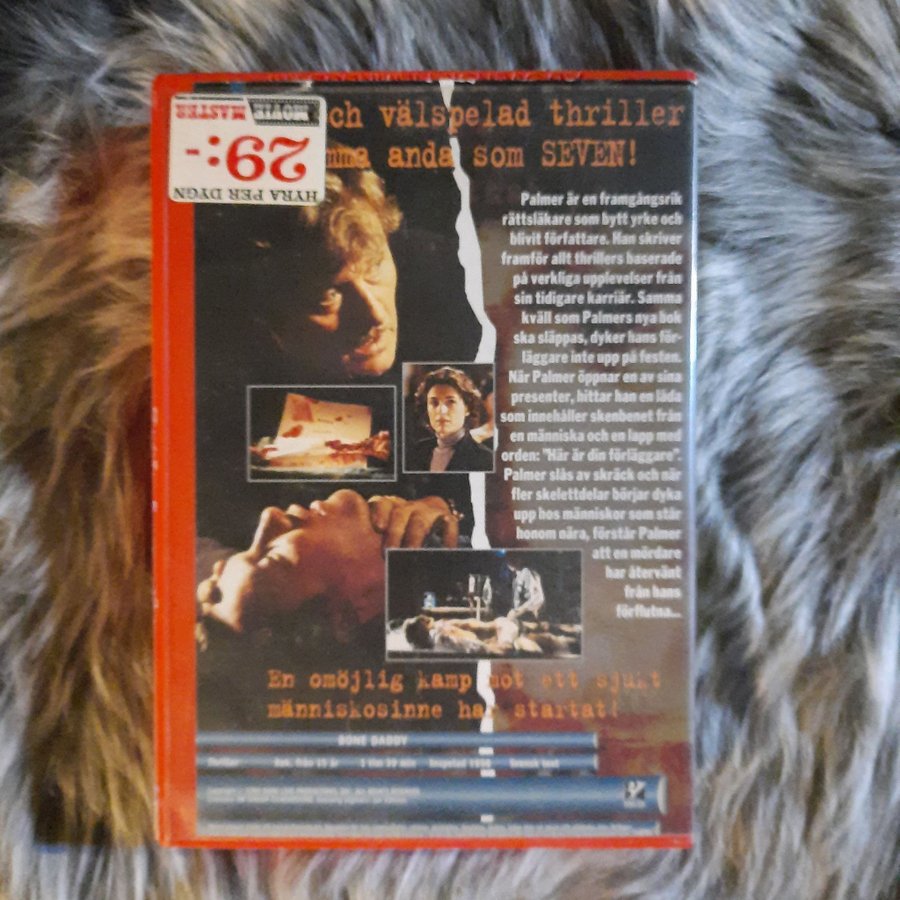 MOVIE MASTER
29:-
HYRA PER DYGN
ch välspelad thriller
mma anda som SEVEN!
Palmer är en framgångsrik
rättsläkare som bytt yrke och
blivit författare. Han skriver
framför allt thrillers baserade
på verkliga upplevelser från
sin tidigare karriär. Samma
kväll som Palmers nya bok
ska släppas, dyker hans för-
läggare inte upp på festen.
När Palmer öppnar en av sina
presenter, hittar han en låda
som innehåller skenbenet från
en människa och en lapp med
orden: "Här är din förläggare".
Palmer slås av skräck och när
fler skelettdelar börjar dyka
upp hos människor som står
honom nära, förstår Palmer
att en mördare
har återvänt
från hans
förflutna...
En omöjlig kamp mot ett sjukt
människosinne har startat!
BONE DADDY
Thriller
Svensk text